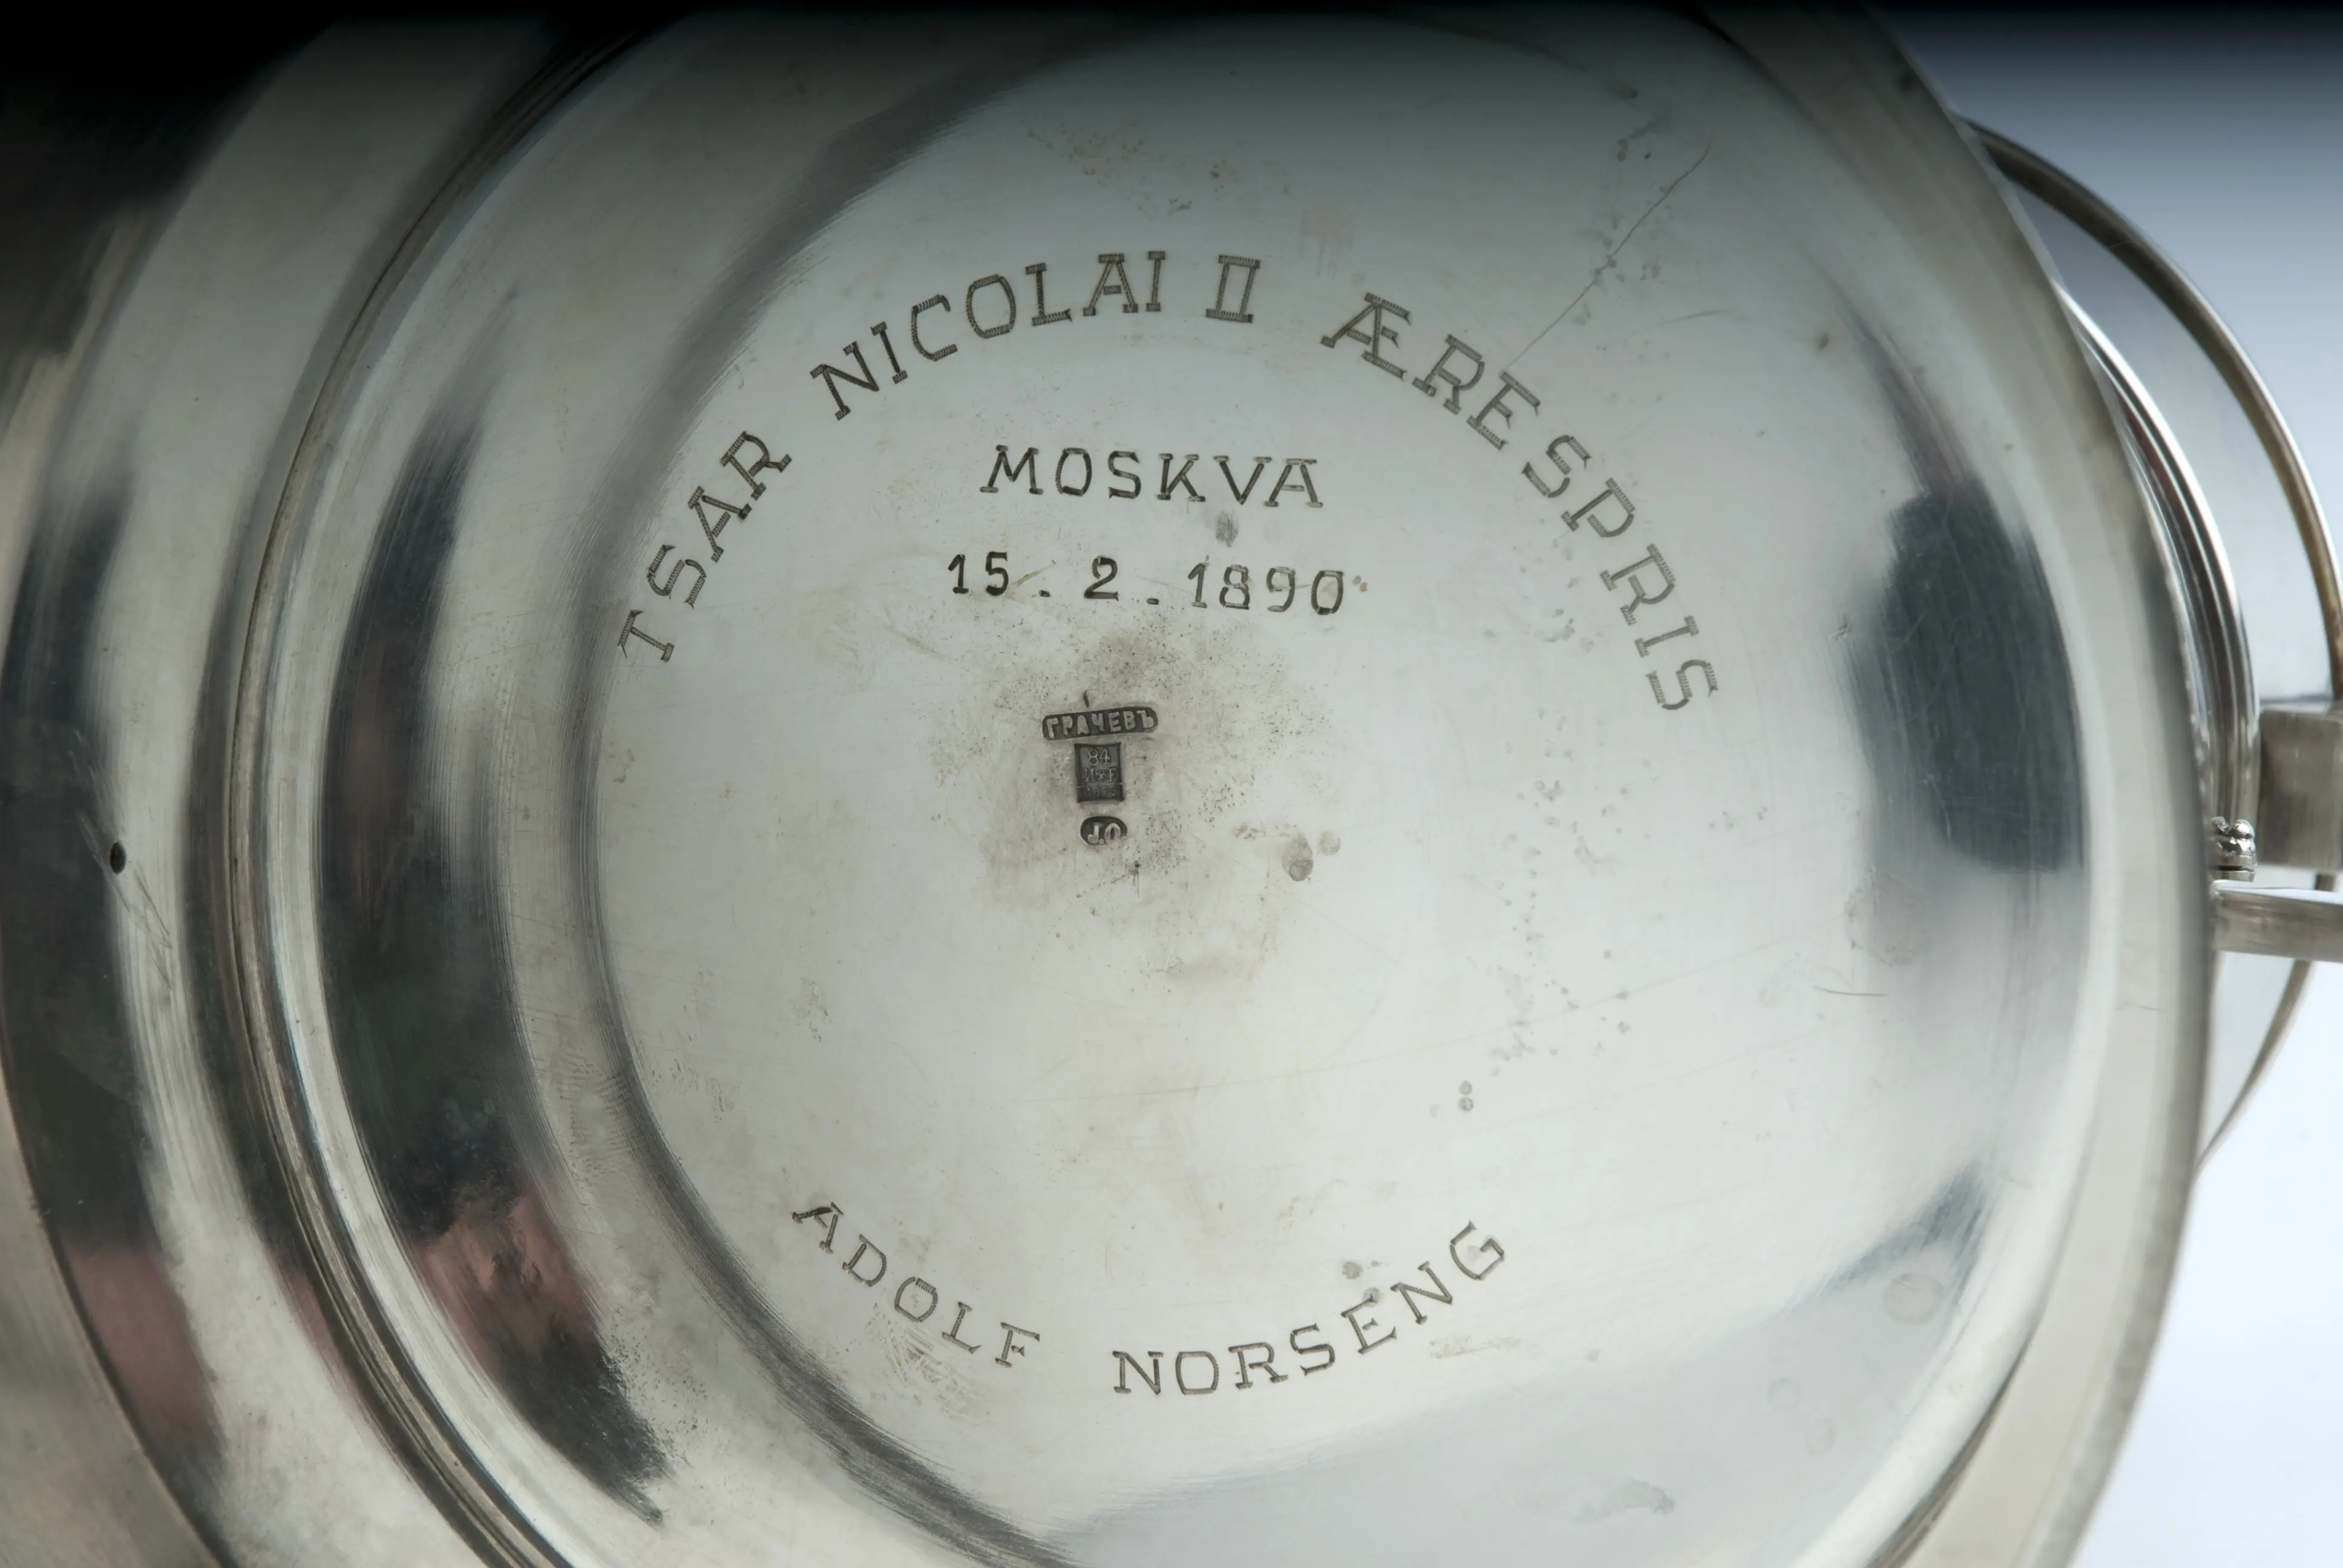 TSAR NICOLAI II ÆRESPRIS
MOSKVA
15.2.1890
ГРАЧЕВЪ
84
ADOLF NORSENG